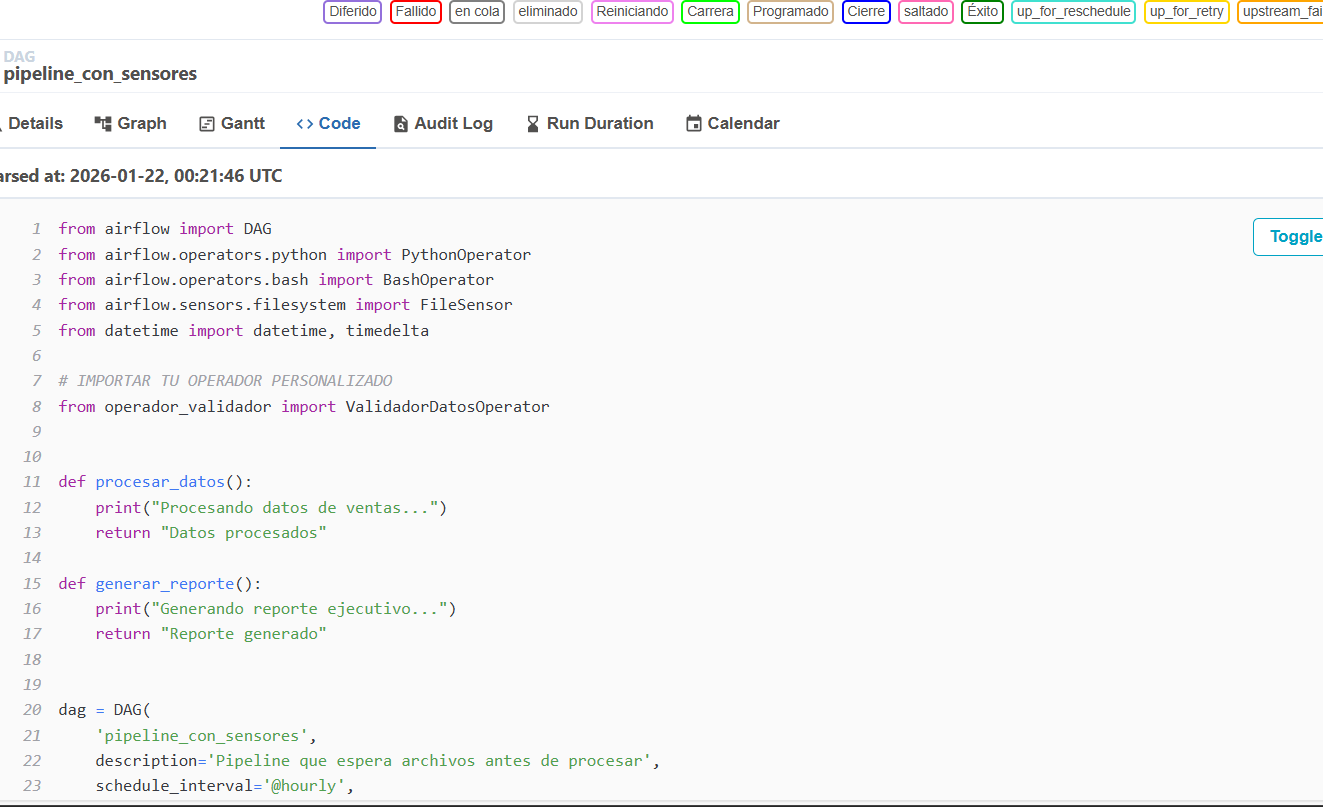 Diferido Fallido en cola eliminado Reiniciando Carrera Programado Cierre saltado Éxito up_for_reschedule up_for_retry upstream_fai
DAG
pipeline_con_sensores
Details Graph Gantt <> Code Audit Log Run Duration Calendar
arsed at: 2026-01-22, 00:21:46 UTC
Toggle
1 from airflow import DAG
2 from airflow.operators.python import PythonOperator
3 from airflow.operators.bash import BashOperator
4 from airflow.sensors.filesystem import FileSensor
5 from datetime import datetime, timedelta
6
7 # IMPORTAR TU OPERADOR PERSONALIZADO
8 from operador_validador import ValidadorDatosOperator
9
10
11 def procesar_datos():
12     print("Procesando datos de ventas...")
13     return "Datos procesados"
14
15 def generar_reporte():
16     print("Generando reporte ejecutivo...")
17     return "Reporte generado"
18
19
20 dag = DAG(
21     'pipeline_con_sensores',
22     description='Pipeline que espera archivos antes de procesar',
23     schedule_interval='@hourly',